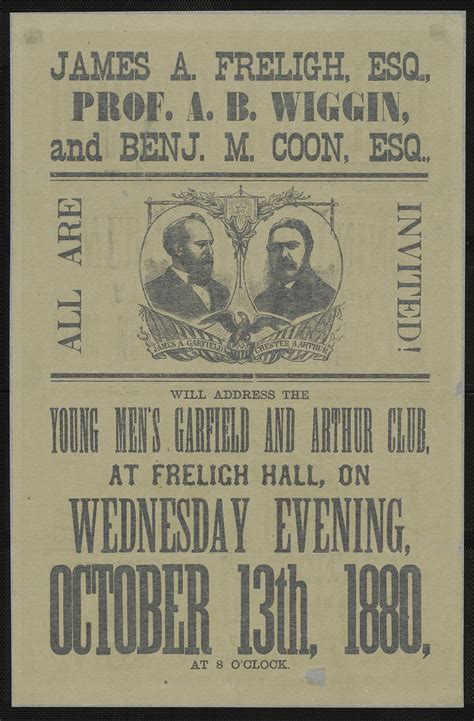 JAMES A. FRELIGH, ESQ.,
PROF. A. B. WIGGIN,
and BENJ. M. COON, ESQ.,
ALL ARE
INVITED!
JAMES A. GARFIELD
CHESTER A. ARTHUR
WILL ADDRESS THE
YOUNG MEN'S GARFIELD AND ARTHUR CLUB,
AT FRELIGH HALL, ON
WEDNESDAY EVENING,
OCTOBER 13th, 1880,
AT 8 O'CLOCK.